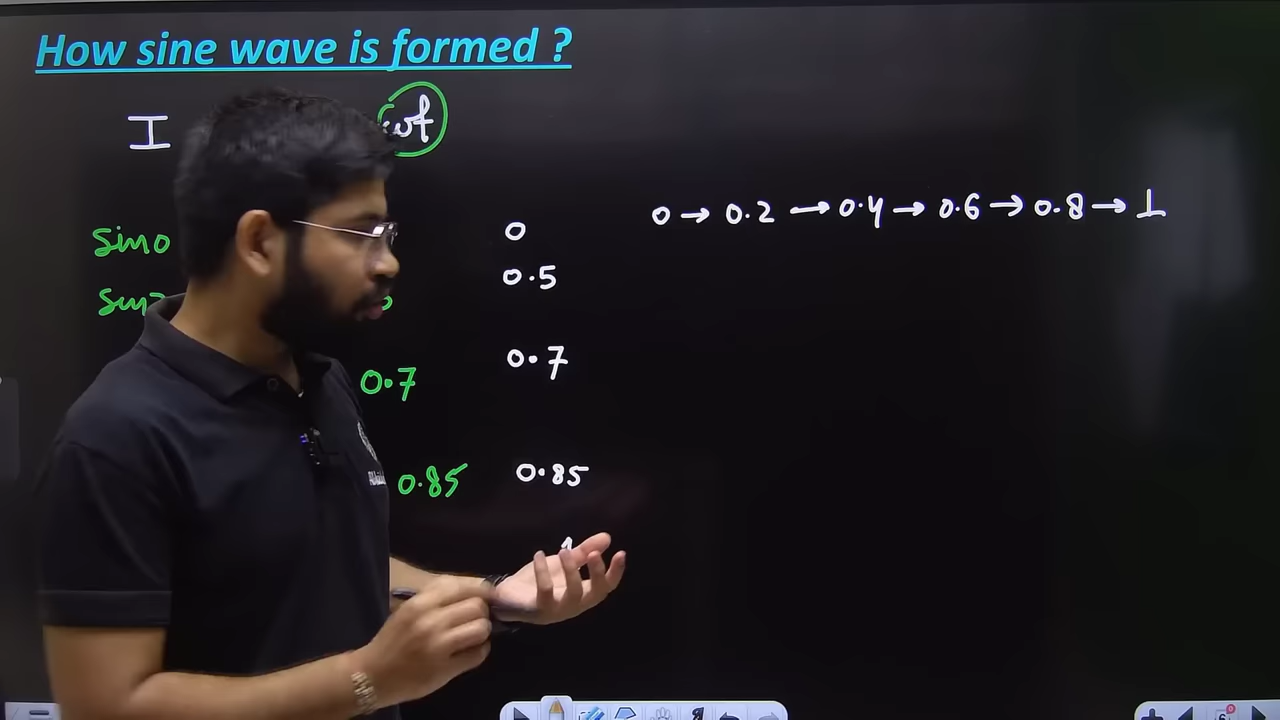 How sine wave is formed ?
I ωt
0 → 0.2 → 0.4 → 0.6 → 0.8 → 1
sin0 0
0.5
0.7 0.7
0.85 0.85